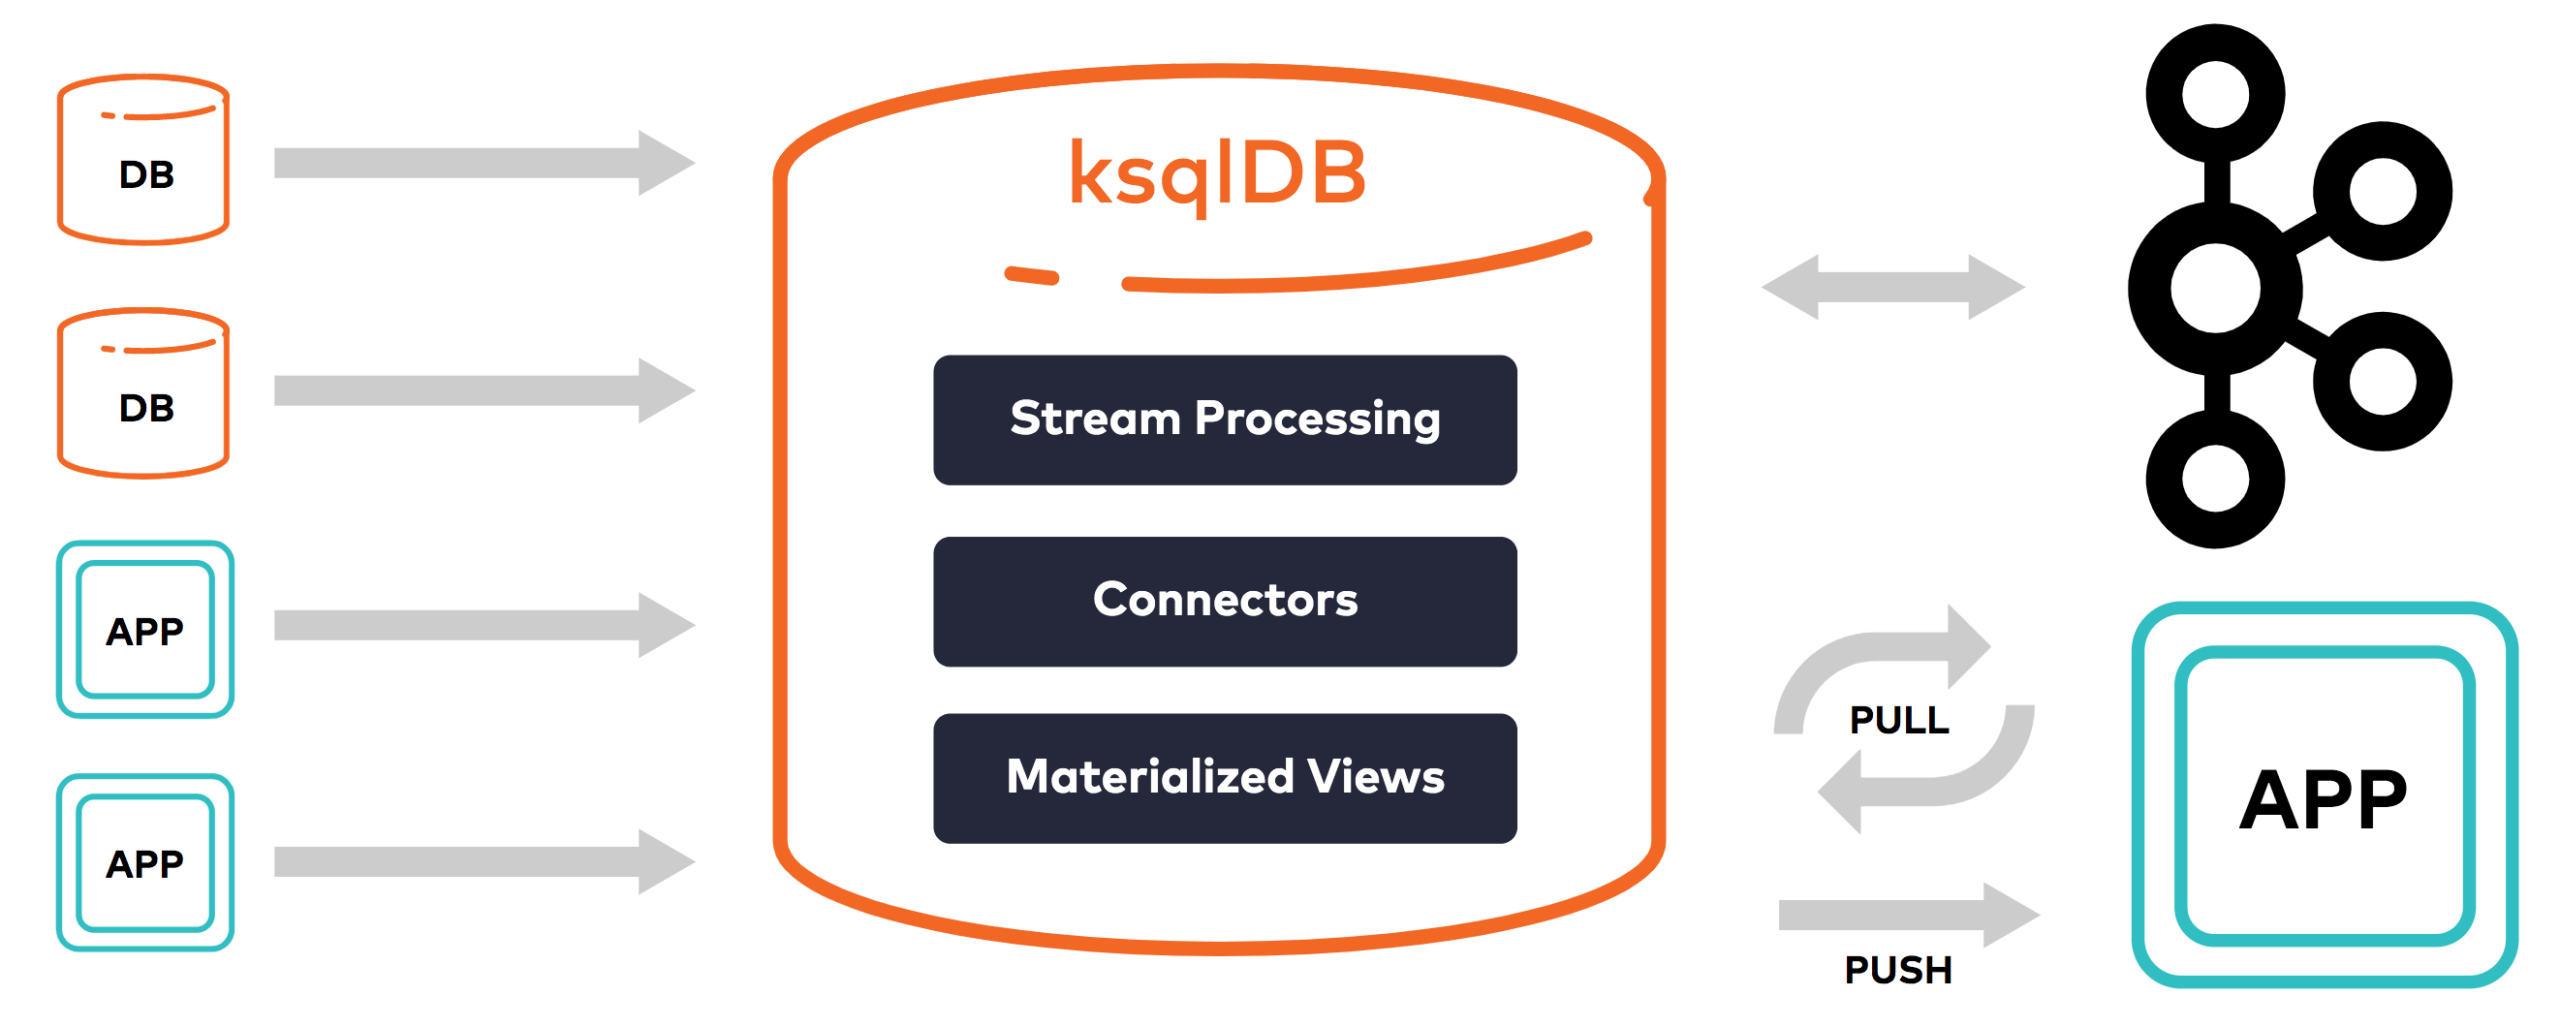 DB
DB
APP
APP
ksqlDB
Stream Processing
Connectors
Materialized Views
PULL
PUSH
APP